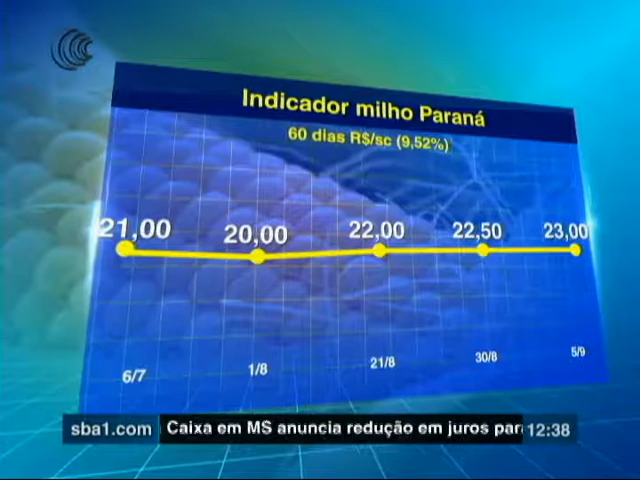 Indicador milho Paraná
60 dias R$/sc (9,52%)
21,00 20,00 22,00 22,50 23,00
6/7 1/8 21/8 30/8 5/9
sba1.com Caixa em MS anuncia redução em juros par 12:38